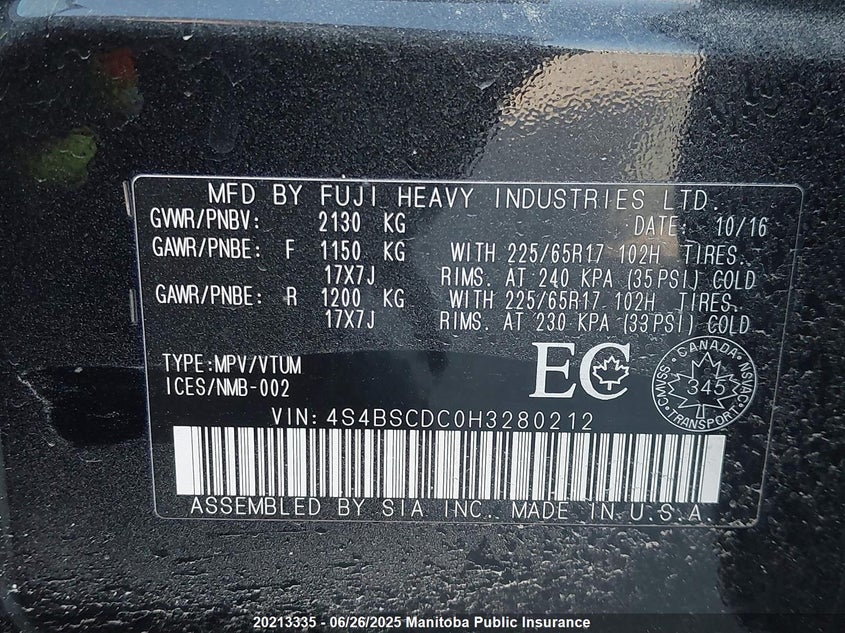 MFD BY FUJI HEAVY INDUSTRIES LTD.
GVWR/PNBV: 2130 KG DATE: 10/16
GAWR/PNBE: F 1150 KG WITH 225/65R17 102H TIRES.
17X7J RIMS. AT 240 KPA (35PSI) COLD
GAWR/PNBE: R 1200 KG WITH 225/65R17 102H TIRES.
17X7J RIMS. AT 230 KPA (33PSI) COLD
TYPE:MPV/VTUM
ICES/NMB-002
EC
CANADA
CMVSS 345 NSVAC
TRANSPORT
VIN: 4S4BSCDC0H3280212
ASSEMBLED BY SIA INC. MADE IN U.S.A.
20213335 - 06/26/2025 Manitoba Public Insurance